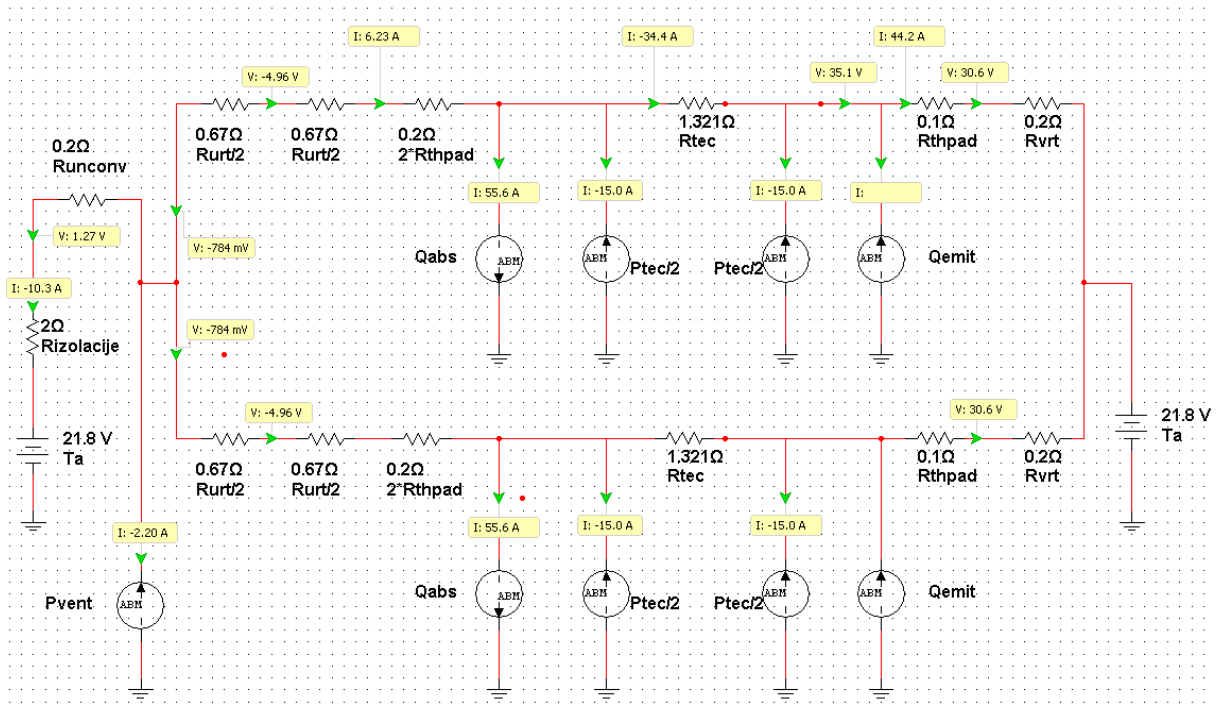 I: 6.23 A
I: -34.4 A
I: 44.2 A
V: -4.96 V
V: 35.1 V
V: 30.6 V
0.67Ω
Rurt/2
0.67Ω
Rurt/2
0.2Ω
2*Rthpad
1.321Ω
Rtec
0.1Ω
Rthpad
0.2Ω
Rvrt
0.2Ω
Runconv
I: 55.6 A
I: -15.0 A
I: -15.0 A
I:
V: 1.27 V
V: -784 mV
Qabs
ABM
ABM
Ptec/2
Ptec/2
ABM
ABM
Qemit
I: -10.3 A
2Ω
Rizolacije
V: -784 mV
V: -4.96 V
V: 30.6 V
21.8 V
Ta
21.8 V
Ta
0.67Ω
Rurt/2
0.67Ω
Rurt/2
0.2Ω
2*Rthpad
1.321Ω
Rtec
0.1Ω
Rthpad
0.2Ω
Rvrt
I: -2.20 A
I: 55.6 A
I: -15.0 A
I: -15.0 A
Pvent
ABM
Qabs
ABM
ABM
Ptec/2
Ptec/2
ABM
ABM
Qemit